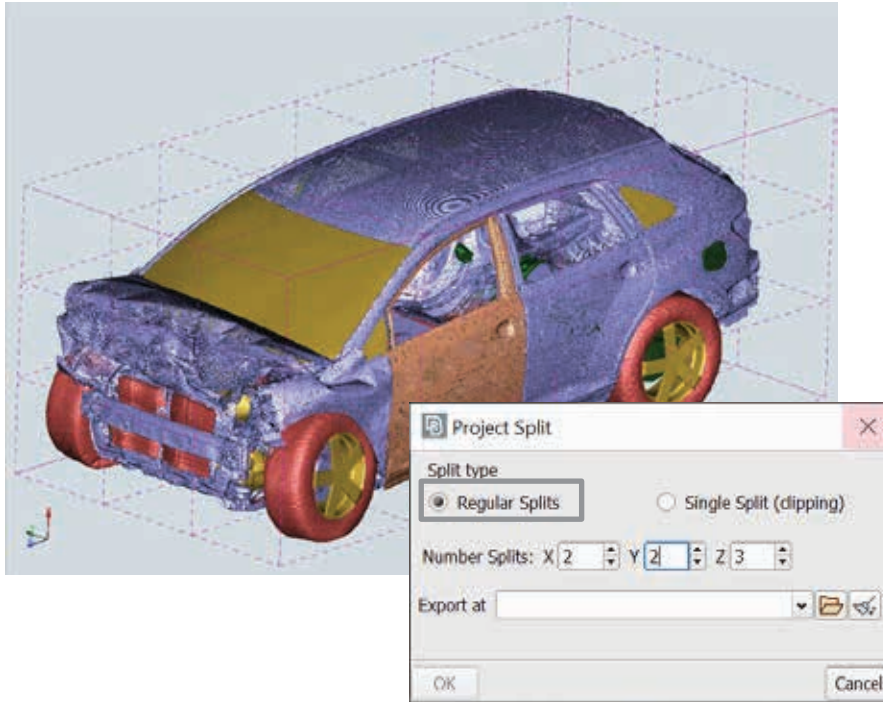 Project Split
Split type
Regular Splits Single Split (clipping)
Number Splits: X 2 Y 2 Z 3
Export at
OK Cancel